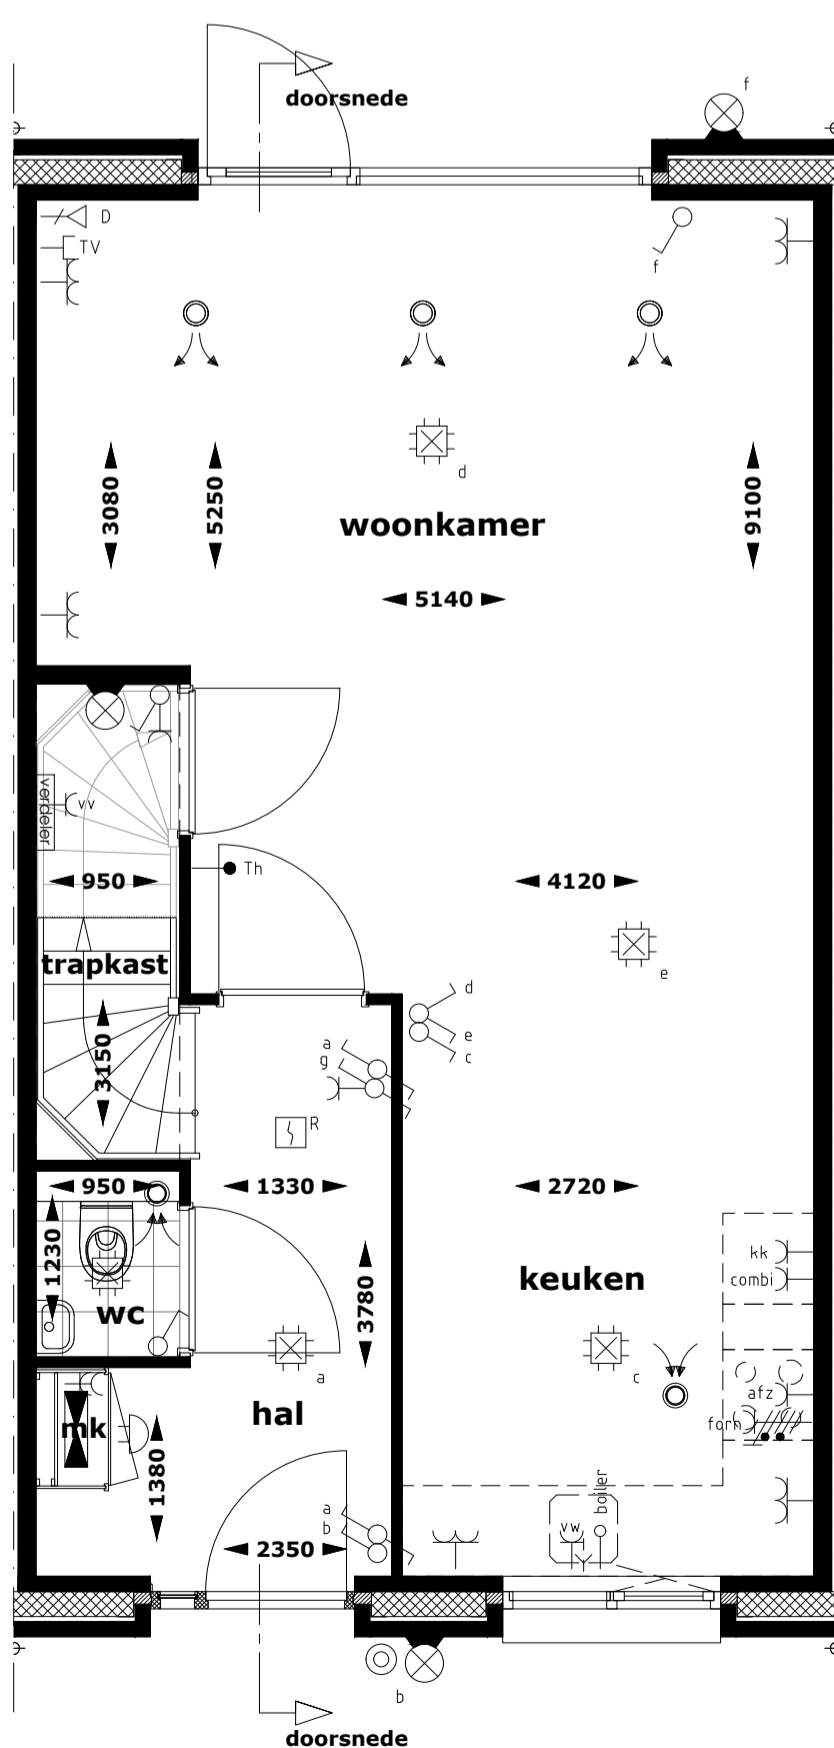 doorsnede
f
D
TV
f
d
3080
5250
9100
woonkamer
5140
vv
verdeler
Th
950
4120
trapkast
e
d
e
c
a
g
3150
R
950
1330
2720
1230
kk
combi
keuken
wc
3780
a
c
afz
hal
mk
forn
1380
boiler
a
b
vw
2350
b
doorsnede